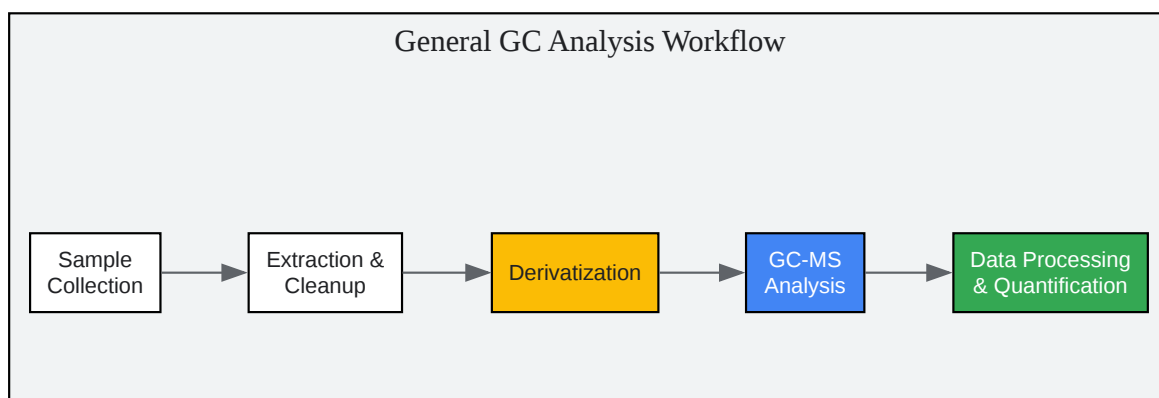 General GC Analysis Workflow
Sample
Collection
Extraction &
Cleanup
Derivatization
GC-MS
Analysis
Data Processing
& Quantification